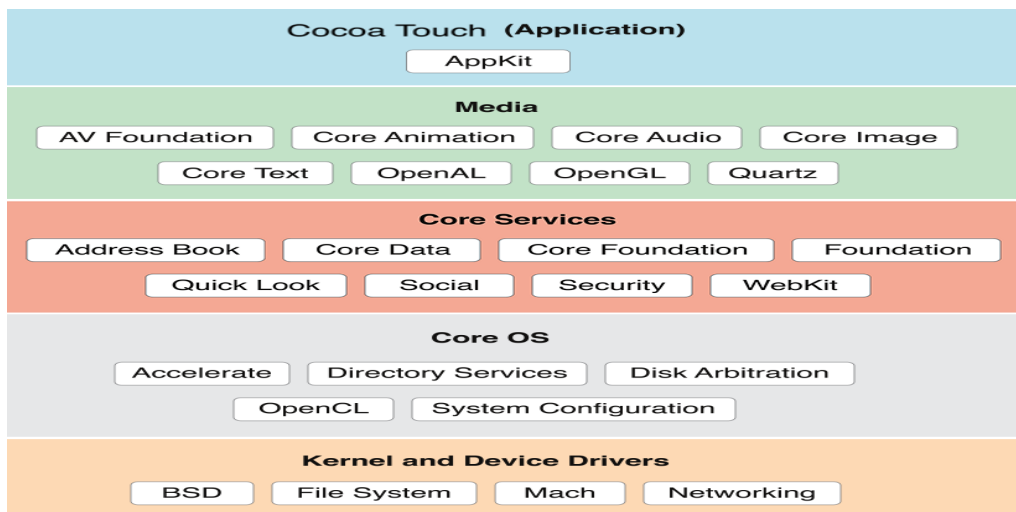 Cocoa Touch (Application)
AppKit
Media
AV Foundation Core Animation Core Audio Core Image
Core Text OpenAL OpenGL Quartz
Core Services
Address Book Core Data Core Foundation Foundation
Quick Look Social Security WebKit
Core OS
Accelerate Directory Services Disk Arbitration
OpenCL System Configuration
Kernel and Device Drivers
BSD File System Mach Networking